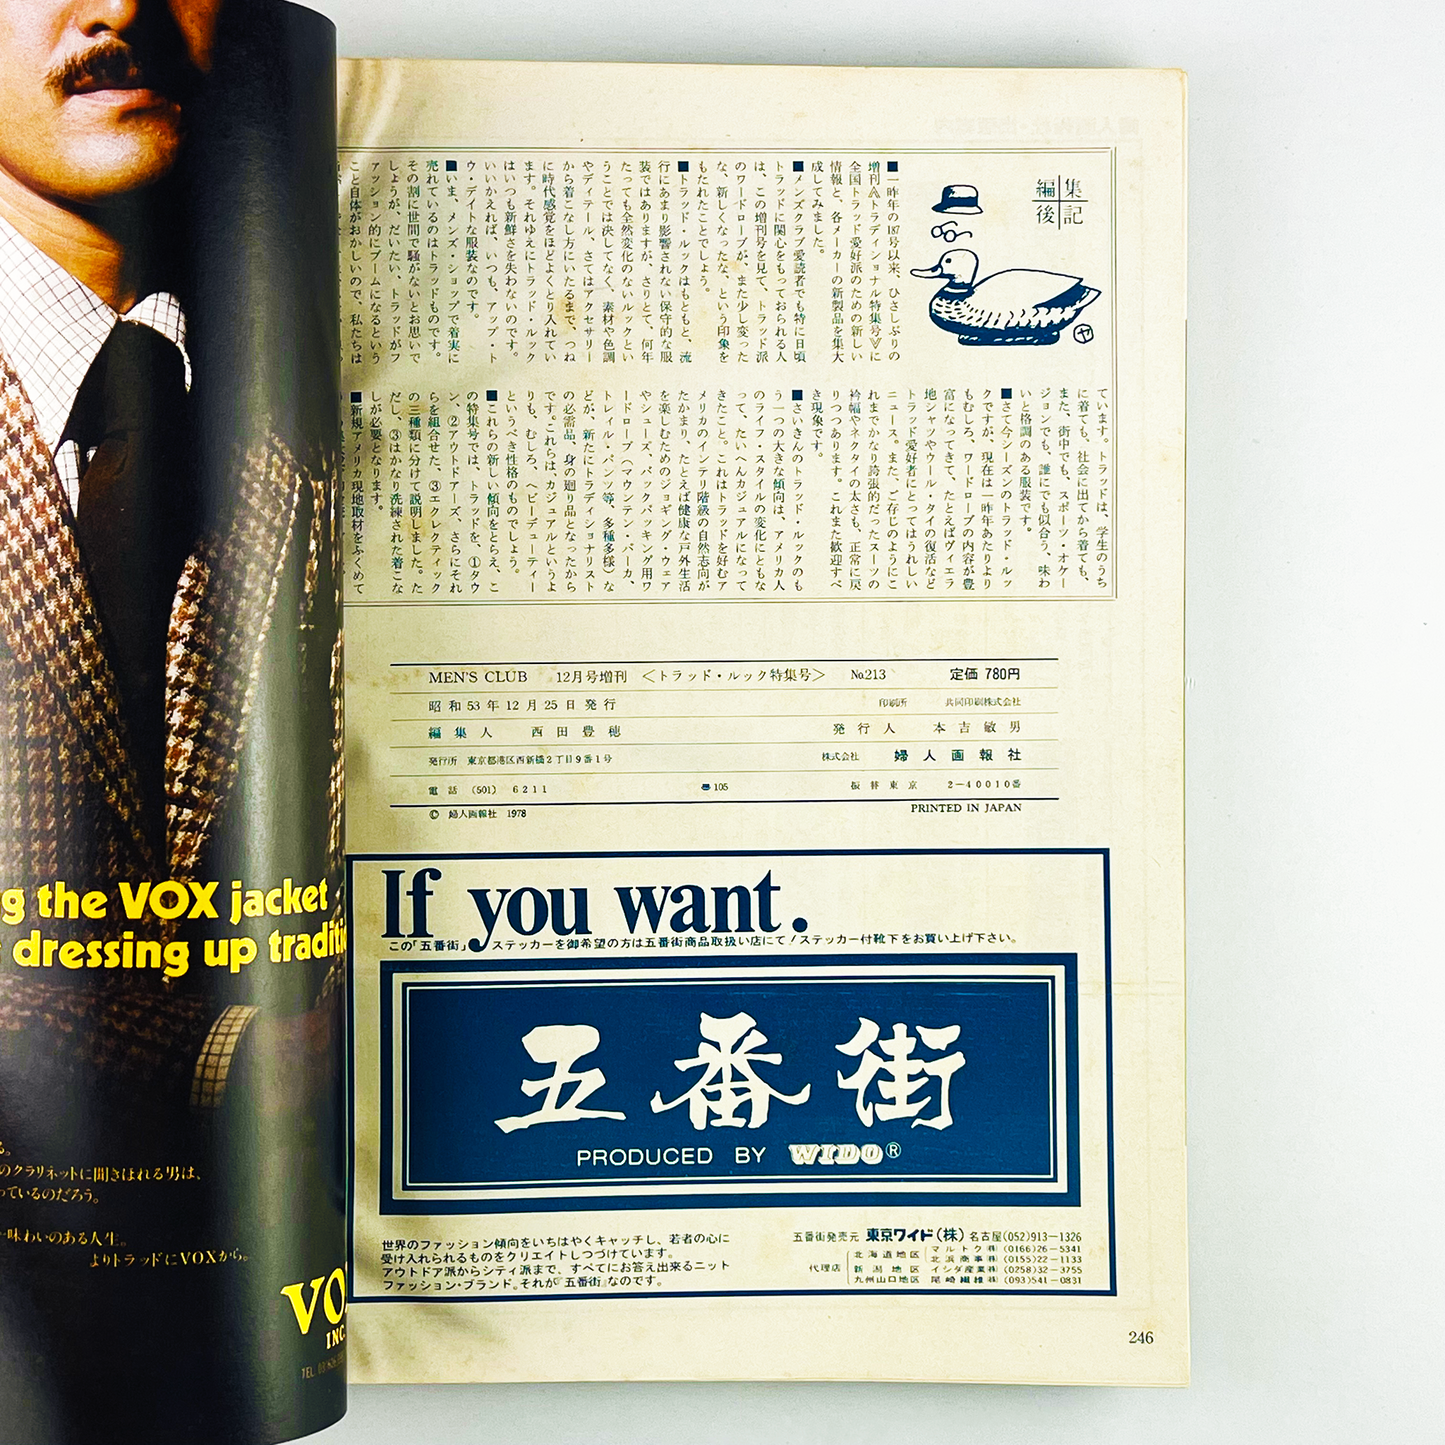 編集
後記
■一昨年の187号以来、ひさしぶりの
増刊≪トラディショナル特集号≫に
全国トラッド愛好派のための新しい
情報と、各メーカーの新製品を集大
成してみました。
■メンズクラブ愛読者でも特に日頃
トラッドに関心をもっておられる人
は、この増刊号を見て、トラッド派
のワードローブが、また少し変った
な、新しくなったな、という印象を
もたれたことでしょう。
■トラッド・ルックはもともと、流
行にあまり影響されない保守的な服
装ではありますが、さりとて、何年
たっても全然変化のないルックとい
うことでは決してなく、素材や色調
やディテール、さてはアクセサリー
から着こなし方にいたるまで、つね
に時代感覚をほどよくとり入れてい
ます。それゆえにトラッド・ルック
はいつも新鮮さを失わないのです。
いいかえれば、いつも、アップ・ト
ウ・デイトな服装なのです。
■いま、メンズ・ショップで着実に
売れているのはトラッドものです。
その割に世間で騒がないとお思いで
しょうが、だいたい、トラッドがフ
ァッション的にブームになるという
こと自体がおかしいので、私たちは
ています。トラッドは、学生のうち
に着ても、社会に出てから着ても、
また、街中でも、スポーツ・オケー
ジョンでも、誰にでも似合う、味わ
いと格調のある服装です。
■さて今シーズンのトラッド・ルッ
クですが、現在は一昨年あたりより
もむしろ、ワードローブの内容が豊
富になってきて、たとえばヴィエラ
地シャツやウール・タイの復活など
トラッド愛好者にとってはうれしい
ニュース。また、ご存じのようにこ
れまでかなり誇張的だったスーツの
衿幅やネクタイの太さも、正常に戻
りつつあります。これまた歓迎すべ
き現象です。
■さいきんのトラッド・ルックのも
う一つの大きな傾向は、アメリカ人
のライフ・スタイルの変化にともな
って、たいへんカジュアルになって
きたこと。これはトラッドを好むア
メリカのインテリ階級の自然志向が
たかまり、たとえば健康な戸外生活
を楽しむためのジョギング・ウェア
やシューズ、バックパッキング用ワ
ードローブ（マウンテン・パーカ、
トレイル・パンツ等、多種多様）な
どが、新たにトラディショナリスト
の必需品、身の廻り品となったから
です。これらは、カジュアルというよ
りも、むしろ、ヘビーデューティー
というべき性格のものでしょう。
■これらの新しい傾向をとらえ、こ
の特集号では、トラッドを、①タウ
ン、②アウトドアーズ、さらにそれ
らを組合せた、③エクレクティック
の三種類に分けて説明しました。た
だし、③はかなり洗練された着こな
しが必要となります。
■新規アメリカ現地取材をふくめて
MEN'S CLUB 12月号増刊 ＜トラッド・ルック特集号＞ No.213 定価 780円
昭和53年12月25日発行 印刷所 共同印刷株式会社
編集人 西田豊穂 発行人 本吉敏男
発行所 東京都港区西新橋2丁目9番1号 株式会社 婦人画報社
電話 (501) 6211 ☎105 振替東京 2-40010番
© 婦人画報社 1978 PRINTED IN JAPAN
If you want.
この「五番街」ステッカーを御希望の方は五番街商品取扱い店にて！ステッカー付靴下をお買い上げ下さい。
五番街
PRODUCED BY WIDO®
世界のファッション傾向をいちはやくキャッチし、若者の心に
受け入れられるものをクリエイトしつづけています。
アウトドア派からシティ派まで、すべてにお答え出来るニット
ファッション・ブランド。それが『五番街』なのです。
五番街発売元 東京ワイド(株) 名古屋(052)913-1326
代理店
北海道地区 マルトク㈱ (0166)26-5341
北浜商事㈱ (0155)22-1133
新潟地区 イシダ産業㈱ (0258)32-3755
九州山口地区 尾崎繊維㈱ (093)541-0831
246
g the VOX jacket
dressing up traditi
る。
のクラリネットに聞きほれる男は、
っているのだろう。
味わいのある人生。
よりトラッドにVOXから。
VO
INC.